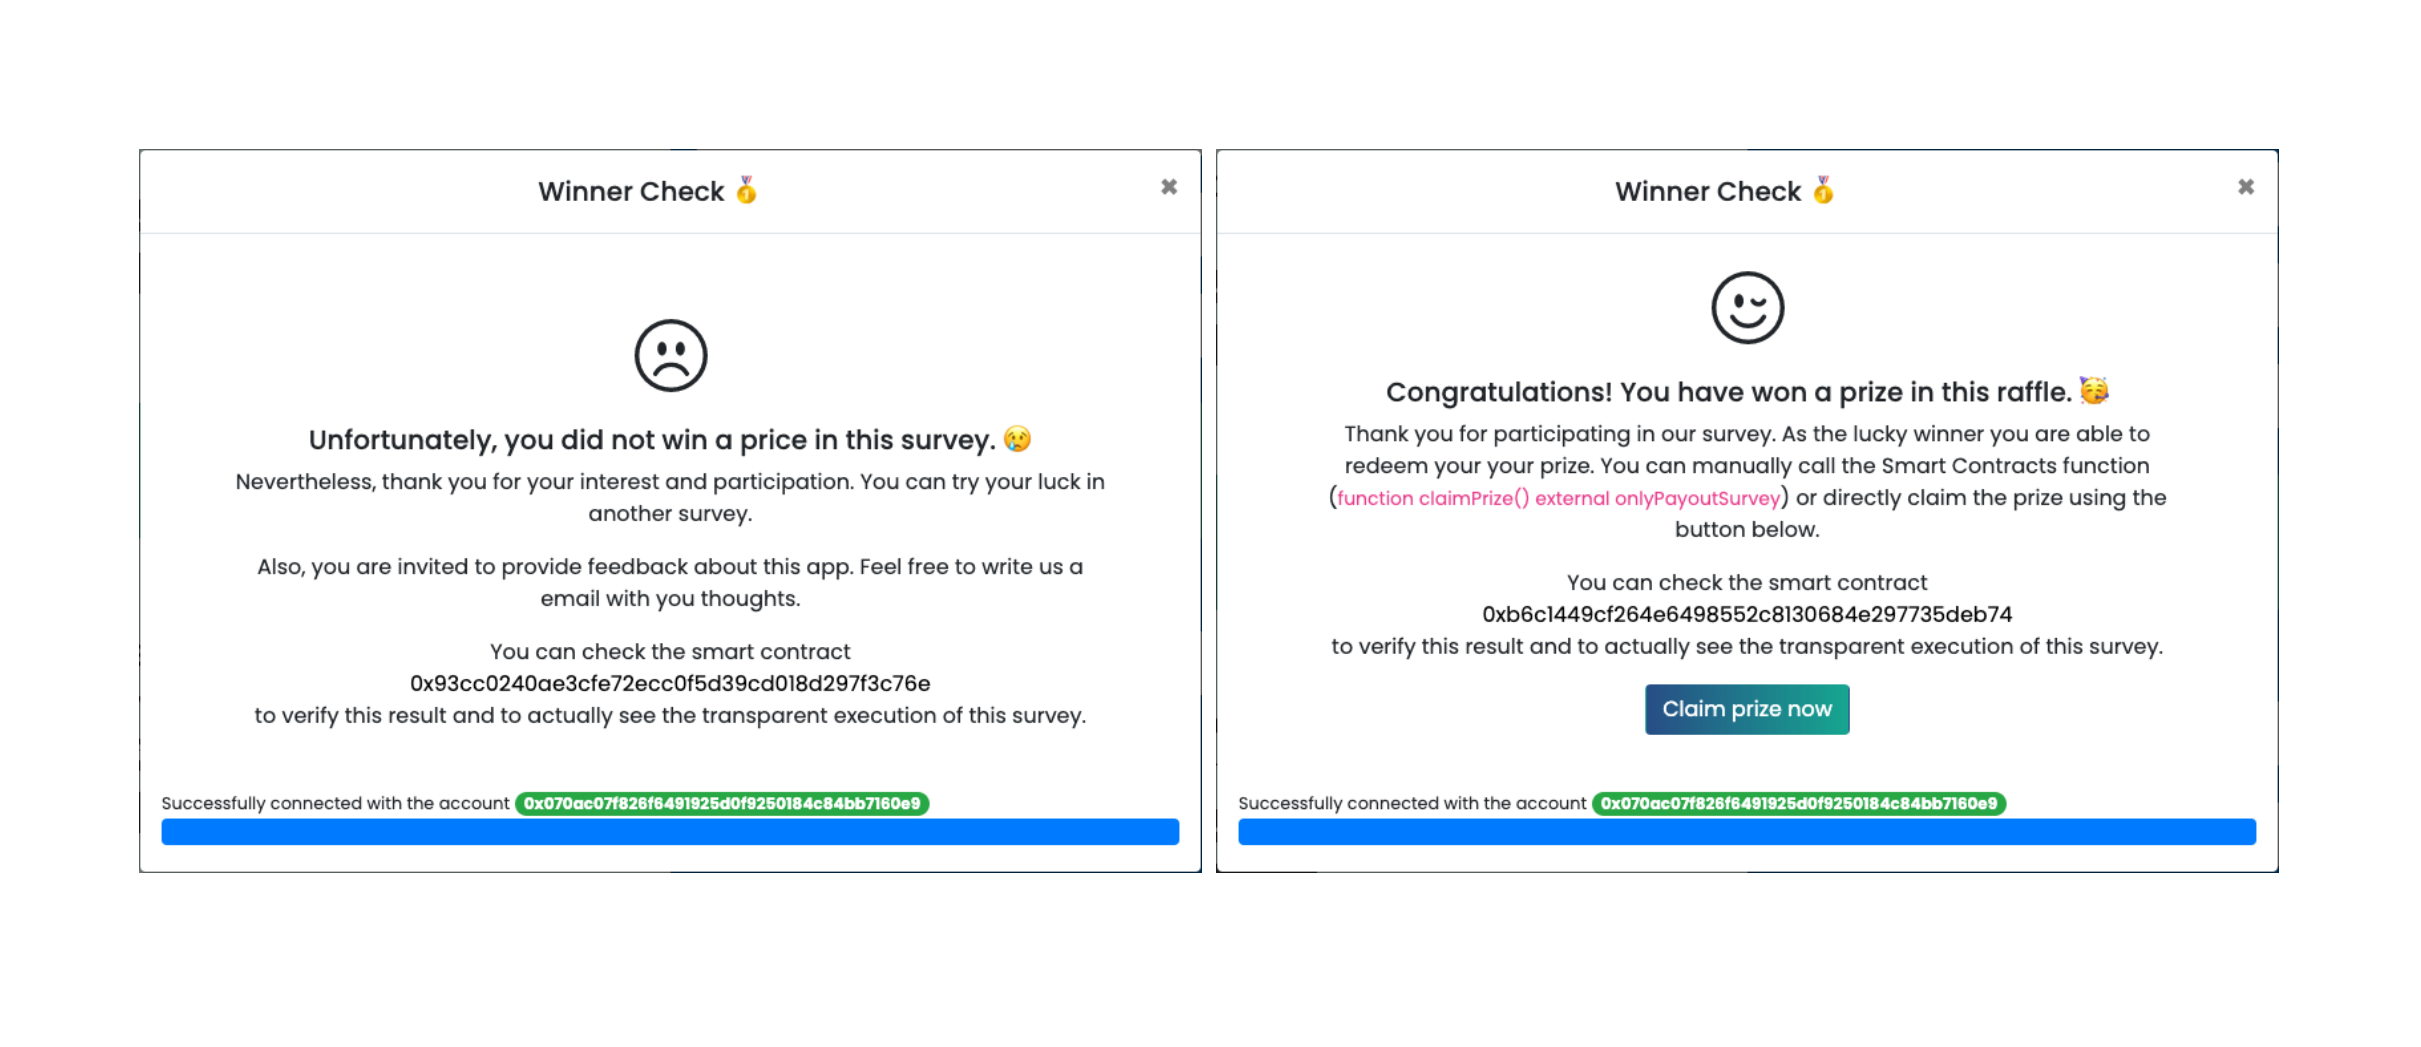 Winner Check 🥇
Unfortunately, you did not win a price in this survey. 😢
Nevertheless, thank you for your interest and participation. You can try your luck in
another survey.
Also, you are invited to provide feedback about this app. Feel free to write us a
email with you thoughts.
You can check the smart contract
0x93cc0240ae3cfe72ecc0f5d39cd018d297f3c76e
to verify this result and to actually see the transparent execution of this survey.
Successfully connected with the account 0x070ac07f826f6491925d0f9250184c84bb7160e9
Winner Check 🥇
Congratulations! You have won a prize in this raffle. 🥳
Thank you for participating in our survey. As the lucky winner you are able to
redeem your your prize. You can manually call the Smart Contracts function
(function claimPrize() external onlyPayoutSurvey) or directly claim the prize using the
button below.
You can check the smart contract
0xb6c1449cf264e6498552c8130684e297735deb74
to verify this result and to actually see the transparent execution of this survey.
Claim prize now
Successfully connected with the account 0x070ac07f826f6491925d0f9250184c84bb7160e9